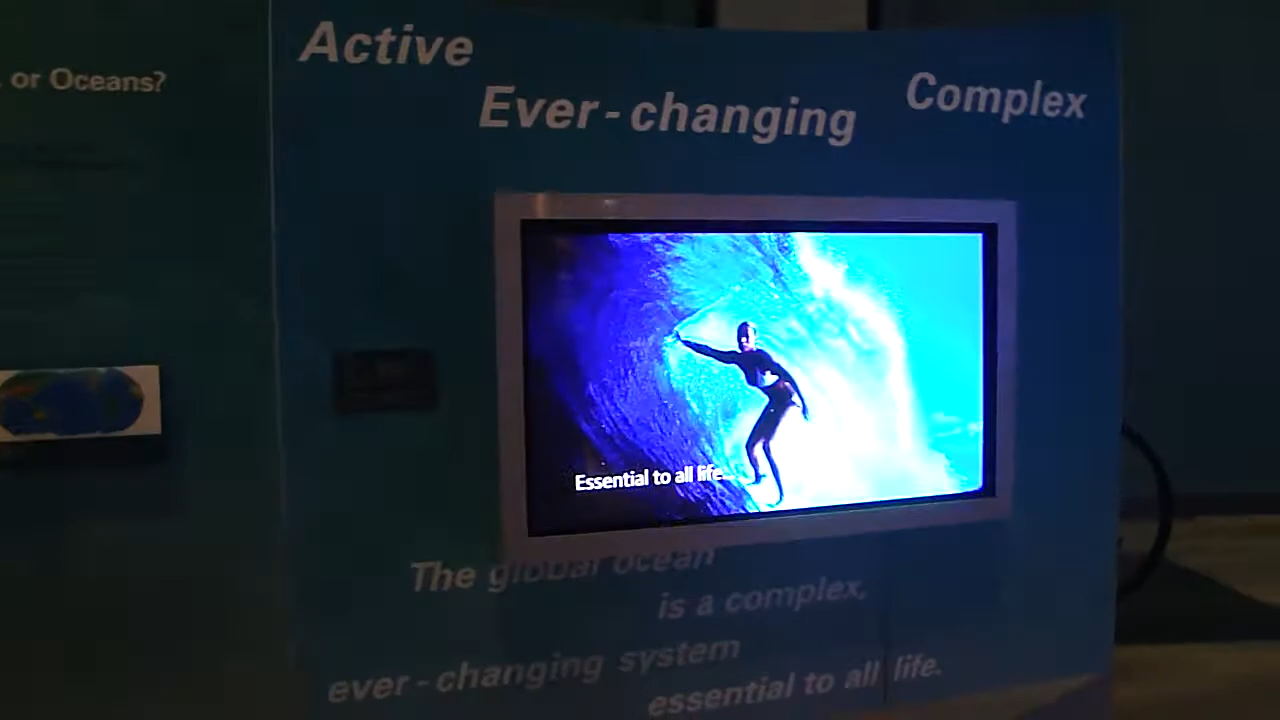 or Oceans?
Active
Ever-changing
Complex
Essential to all life...
The global ocean
is a complex,
ever-changing system
essential to all life.